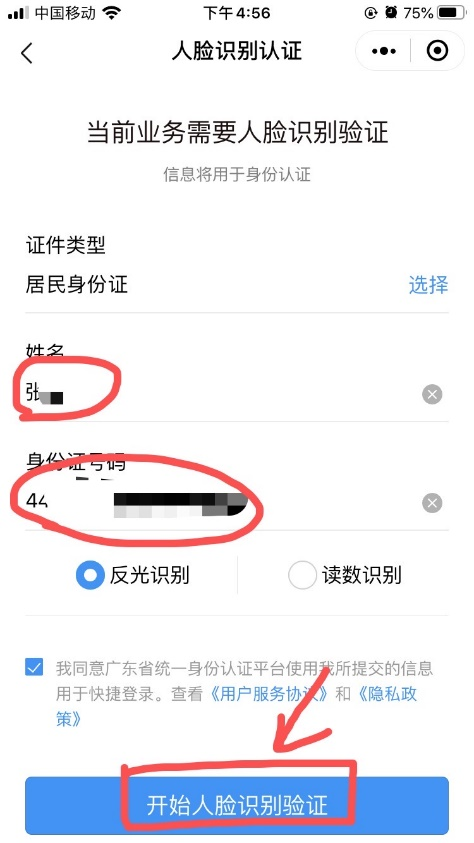 中国移动 下午4:56 75%
人脸识别认证
当前业务需要人脸识别验证
信息将用于身份认证
证件类型
居民身份证 选择
姓名
张
身份证号码
44
反光识别 读数识别
我同意广东省统一身份认证平台使用我所提交的信息
用于快捷登录。查看《用户服务协议》和《隐私政
策》
开始人脸识别验证